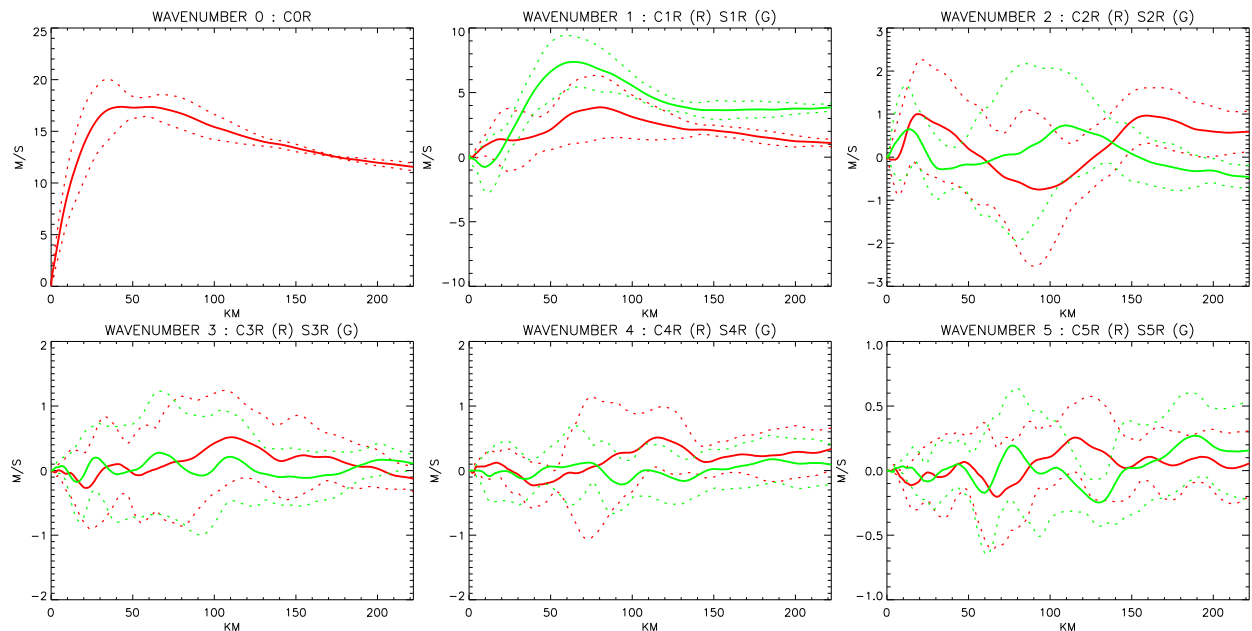 WAVENUMBER 0 : C0R
25
20
15
10
5
0
M/S
0 50 100 150 200
KM
WAVENUMBER 1 : C1R (R) S1R (G)
10
5
0
−5
−10
M/S
0 50 100 150 200
KM
WAVENUMBER 2 : C2R (R) S2R (G)
3
2
1
0
−1
−2
−3
M/S
0 50 100 150 200
KM
WAVENUMBER 3 : C3R (R) S3R (G)
2
1
0
−1
−2
M/S
0 50 100 150 200
KM
WAVENUMBER 4 : C4R (R) S4R (G)
2
1
0
−1
−2
M/S
0 50 100 150 200
KM
WAVENUMBER 5 : C5R (R) S5R (G)
1.0
0.5
0.0
−0.5
−1.0
M/S
0 50 100 150 200
KM